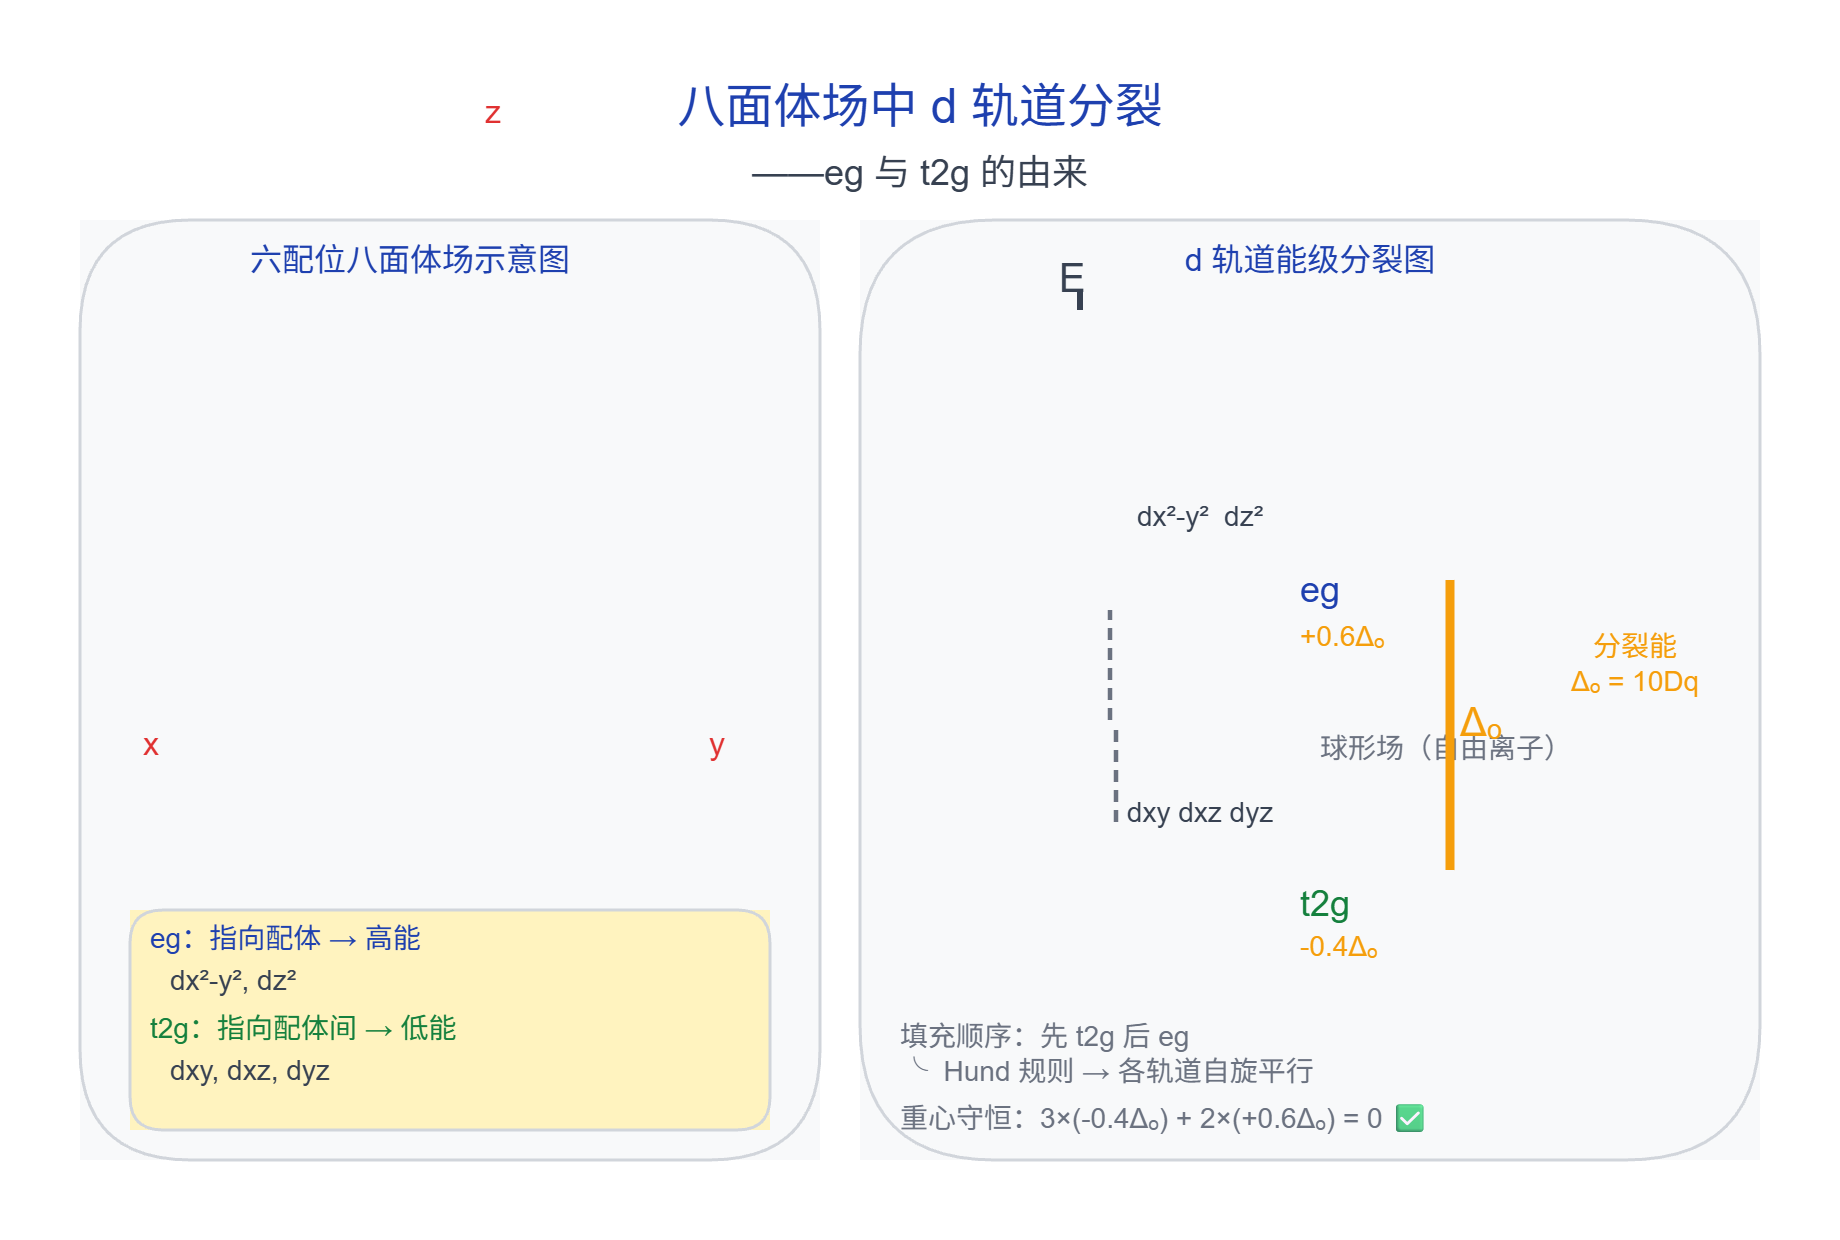 八面体场中 d 轨道分裂
——eg 与 t2g 的由来
六配位八面体场示意图
z
x
y
eg：指向配体 → 高能
dx²-y², dz²
t2g：指向配体间 → 低能
dxy, dxz, dyz
d 轨道能级分裂图
E
dx²-y² dz²
eg
+0.6Δₒ
分裂能
Δₒ = 10Dq
Δₒ
球形场（自由离子）
dxy dxz dyz
t2g
-0.4Δₒ
填充顺序：先 t2g 后 eg
╰ Hund 规则 → 各轨道自旋平行
重心守恒：3×(-0.4Δₒ) + 2×(+0.6Δₒ) = 0 ✅